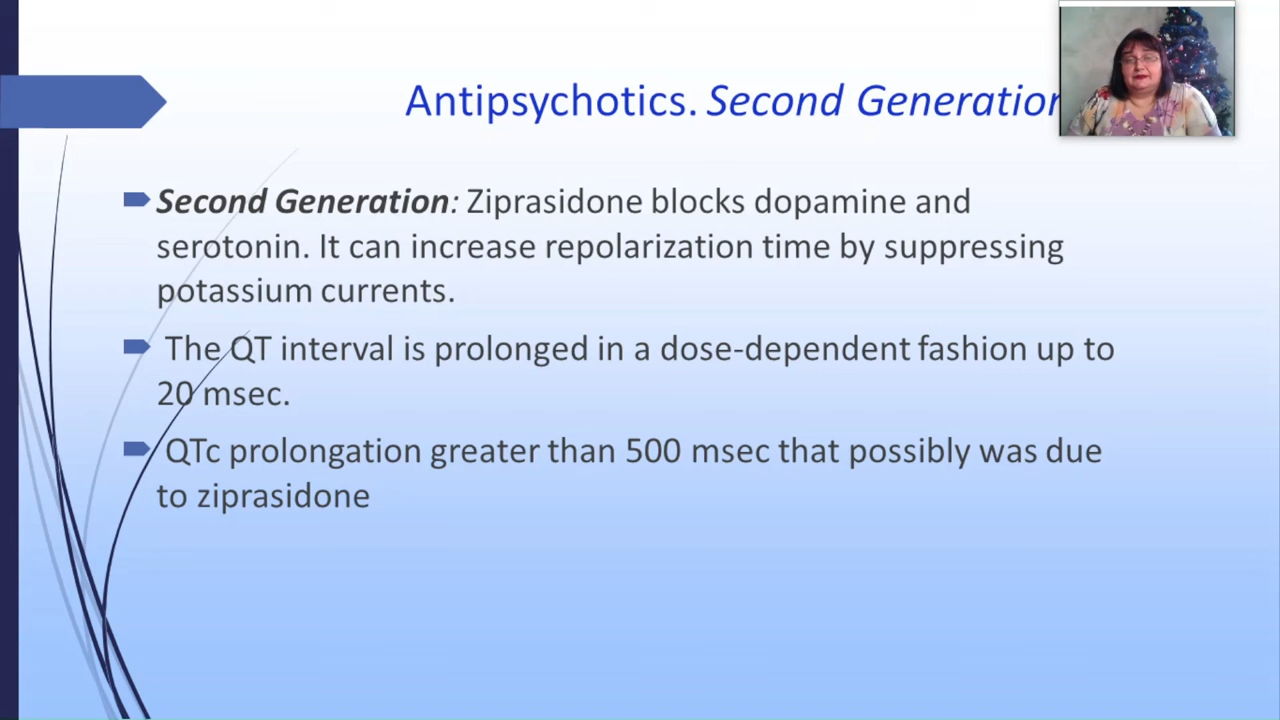 Antipsychotics. Second Generation
Second Generation: Ziprasidone blocks dopamine and
serotonin. It can increase repolarization time by suppressing
potassium currents.
The QT interval is prolonged in a dose-dependent fashion up to
20 msec.
QTc prolongation greater than 500 msec that possibly was due
to ziprasidone